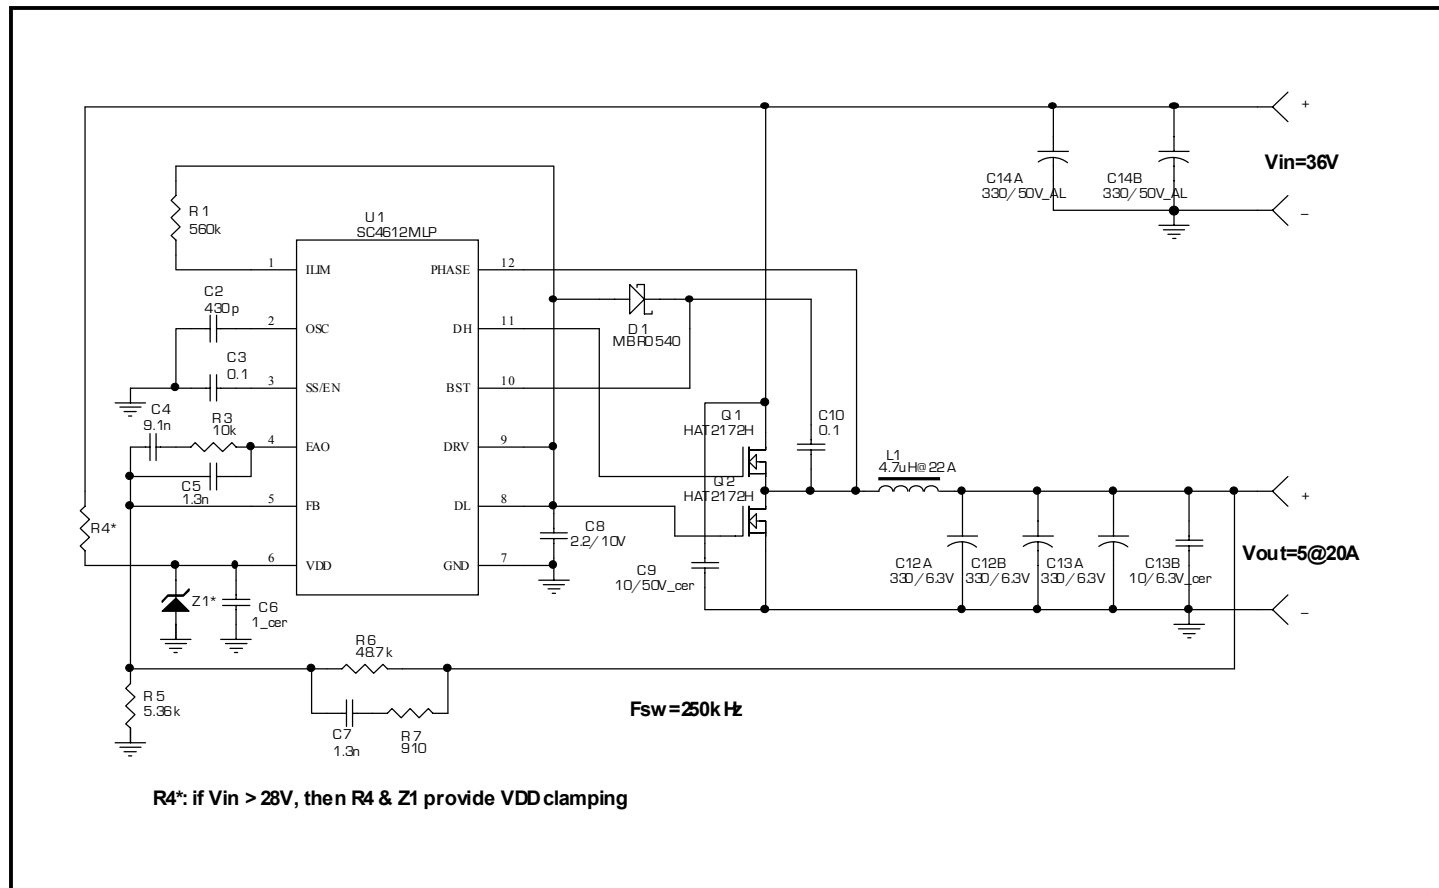 +
Vin=36V
–
C14A
330/50V_AL
C14B
330/50V_AL
R1
560k
U1
SC4612MLP
1
ILIM
PHASE
12
C2
430p
2
OSC
DH
11
D1
MBR0540
C3
0.1
3
SS/EN
BST
10
C4
9.1n
R3
10k
4
EAO
DRV
9
Q1
HAT2172H
C10
0.1
L1
4.7uH@22A
C5
1.3n
5
FB
DL
8
Q2
HAT2172H
+
R4*
C8
2.2/10V
Vout=5@20A
6
VDD
GND
7
C9
10/50V_cer
C12A
330/6.3V
C12B
330/6.3V
C13A
330/6.3V
C13B
10/6.3V_cer
Z1*
C6
1_cer
–
R6
48.7k
R5
5.36k
C7
1.3n
R7
910
Fsw=250kHz
R4*: if Vin > 28V, then R4 & Z1 provide VDD clamping